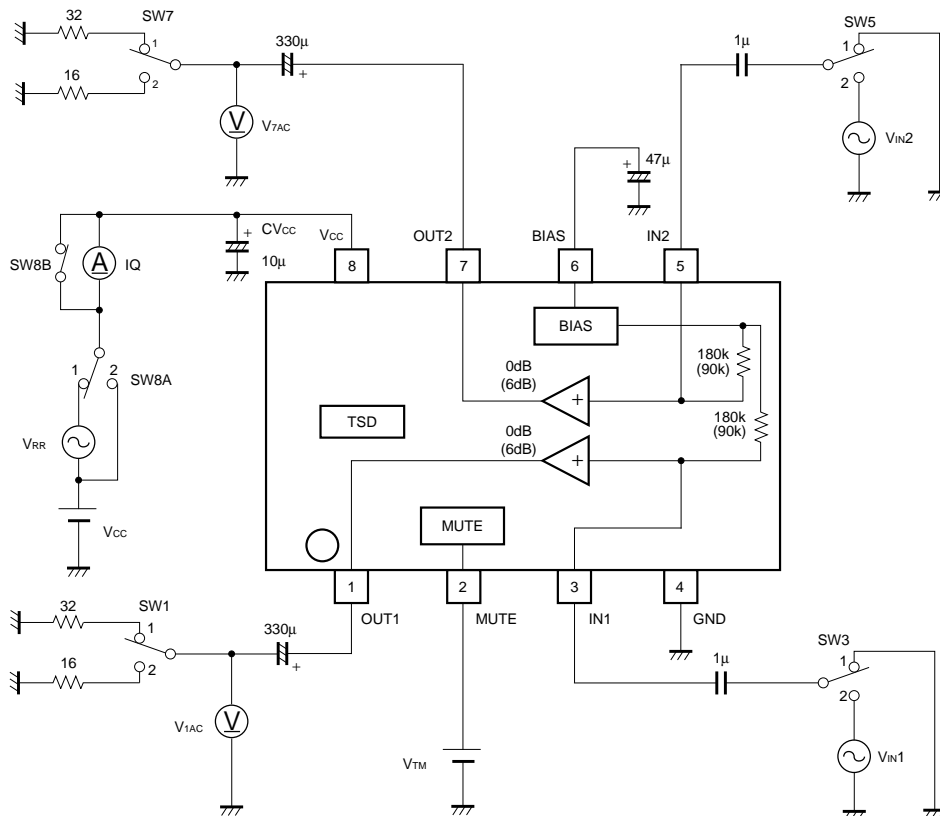 32
SW7
1
2
16
330μ
+
V
V7AC
1μ
SW5
1
2
VIN2
+
47μ
SW8B
A
IQ
+
CVCC
10μ
VCC
OUT2
BIAS
IN2
8
7
6
5
1
2
SW8A
VRR
VCC
BIAS
180k
(90k)
180k
(90k)
0dB
(6dB)
+
TSD
0dB
(6dB)
+
MUTE
1
2
3
4
OUT1
MUTE
IN1
GND
32
SW1
1
2
16
330μ
+
V
V1AC
VTM
1μ
SW3
1
2
VIN1